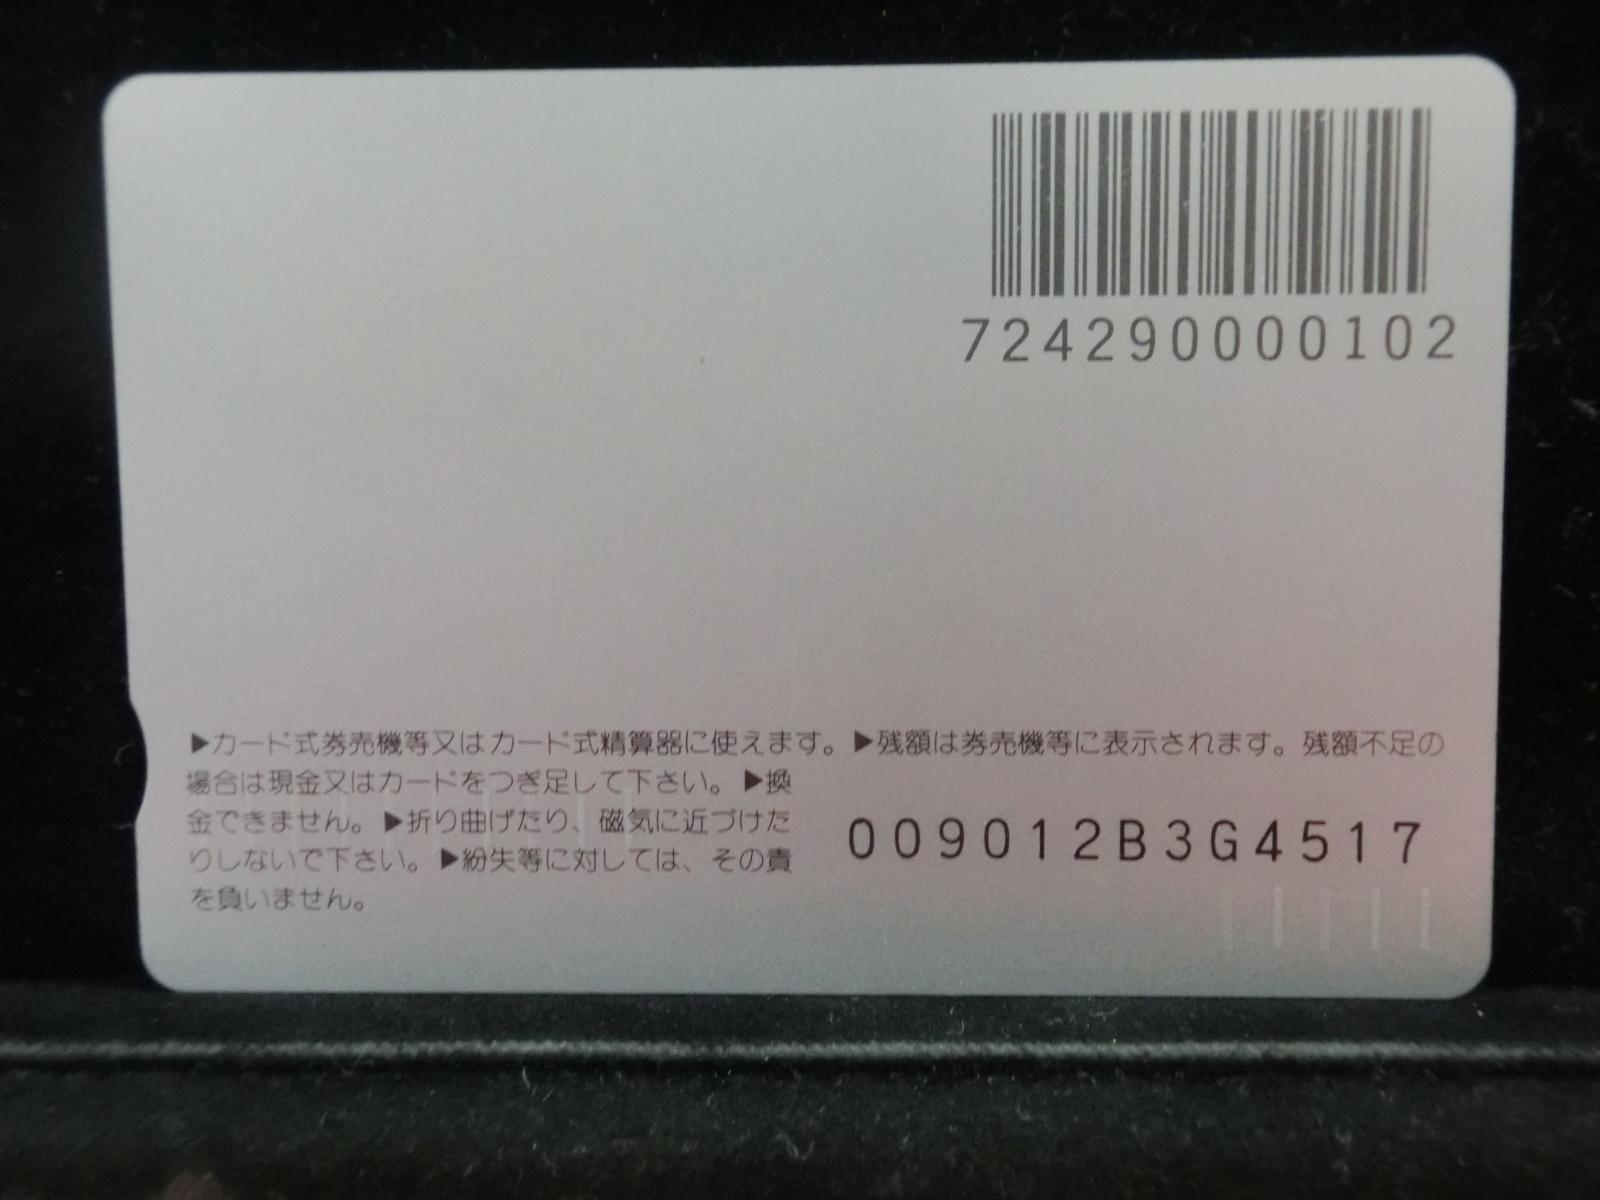 724290000102
▶カード式券売機等又はカード式精算器に使えます。▶残額は券売機等に表示されます。残額不足の
場合は現金又はカードをつぎ足して下さい。▶換
金できません。▶折り曲げたり、磁気に近づけた
りしないで下さい。▶紛失等に対しては、その責
を負いません。
009012B3G4517